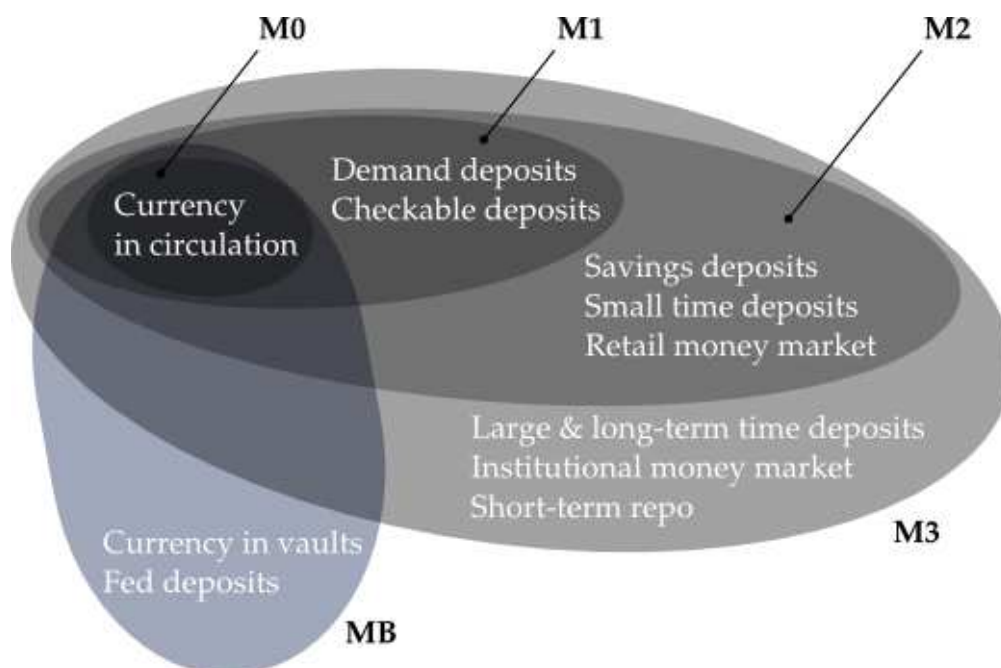 M0
M1
M2
Demand deposits
Checkable deposits
Currency
in circulation
Savings deposits
Small time deposits
Retail money market
Large & long-term time deposits
Institutional money market
Short-term repo
M3
Currency in vaults
Fed deposits
MB